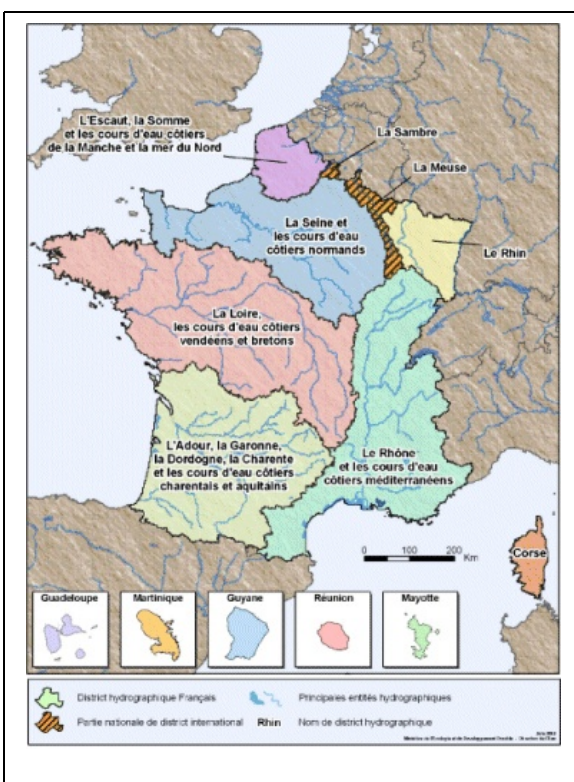 L'Escaut, la Somme
et les cours d'eau côtiers
de la Manche et la mer du Nord
La Sambre
La Meuse
La Seine et
les cours d'eau
côtiers normands
Le Rhin
La Loire,
les cours d'eau côtiers
vendéens et bretons
L'Adour, la Garonne,
la Dordogne, la Charente
et les cours d'eau côtiers
charentais et aquitains
Le Rhône
et les cours d'eau
côtiers méditerranéens
0 100 200 Km
Corse
Guadeloupe
Martinique
Guyane
Réunion
Mayotte
District hydrographique Français
Principales entités hydrographiques
Partie nationale de district international
Rhin Nom de district hydrographique